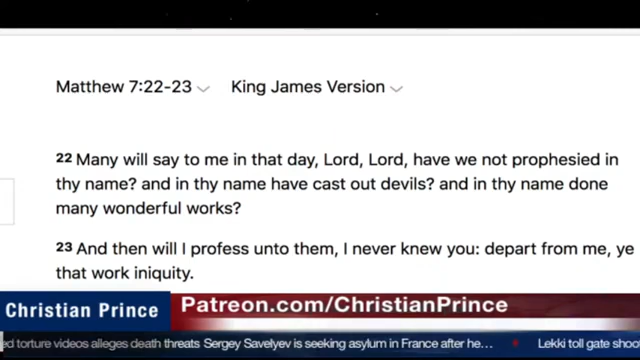 Matthew 7:22-23 King James Version
22 Many will say to me in that day, Lord, Lord, have we not prophesied in
thy name? and in thy name have cast out devils? and in thy name done
many wonderful works?
23 And then will I profess unto them, I never knew you: depart from me, ye
that work iniquity.
Christian Prince Patreon.com/ChristianPrince
ed torture videos alleges death threats Sergey Savelyev is seeking asylum in France after he... Lekki toll gate shoo